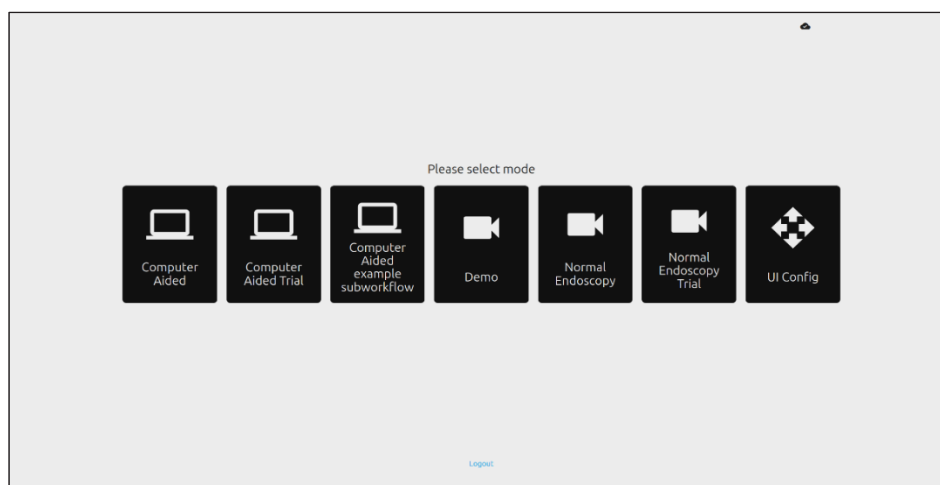 Please select mode
Computer
Aided
Computer
Aided Trial
Computer
Aided
example
subworkflow
Demo
Normal
Endoscopy
Normal
Endoscopy
Trial
UI Config
Logout